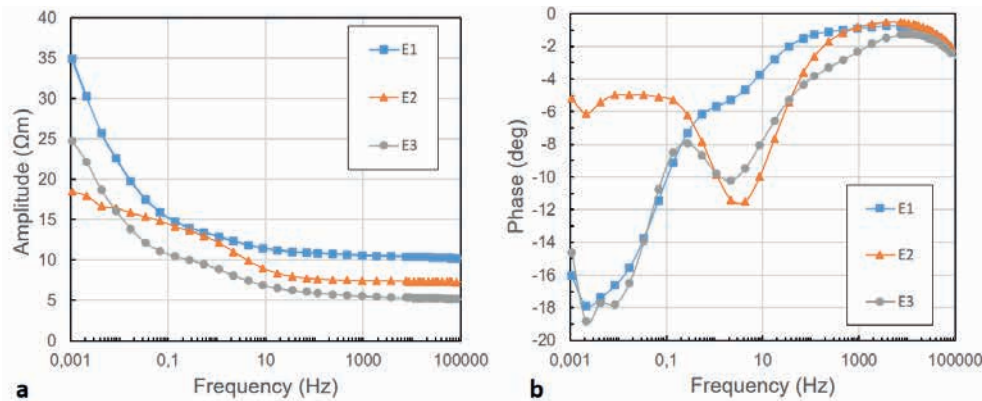 40
35
30
25
20
15
10
5
0
Amplitude (Ωm)
E1
E2
E3
0,001 0,1 10 1000 100000
Frequency (Hz)
a
0
-2
-4
-6
-8
-10
-12
-14
-16
-18
-20
Phase (deg)
E1
E2
E3
0,001 0,1 10 1000 100000
Frequency (Hz)
b